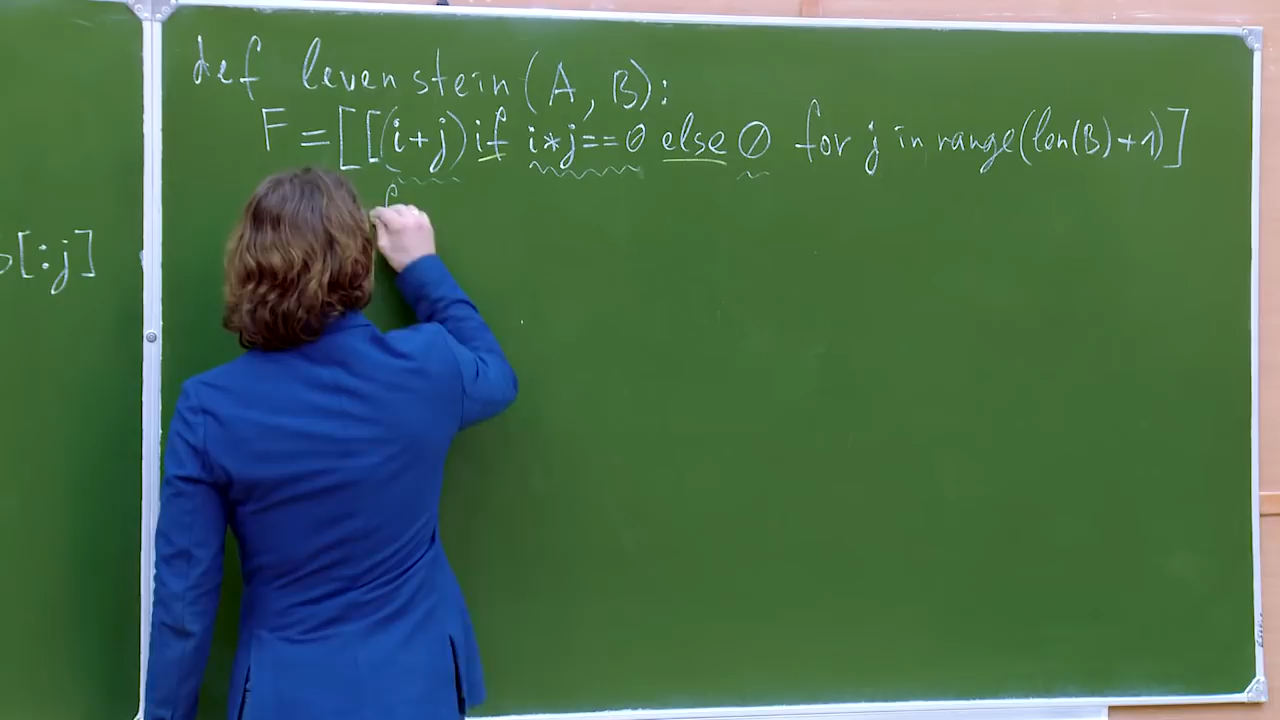 [:j]
def levenstein(A, B):
F = [[(i+j) if i*j==0 else 0 for j in range(len(B)+1)]
f